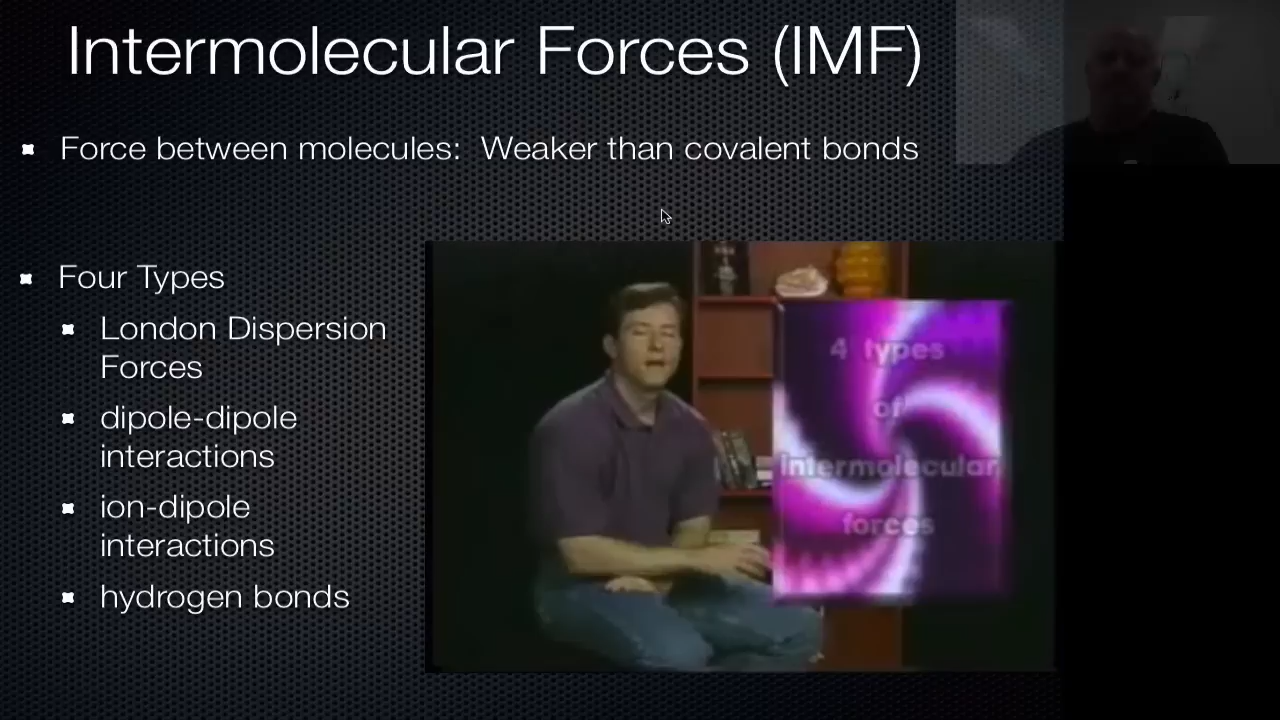 Intermolecular Forces (IMF)
Force between molecules: Weaker than covalent bonds
Four Types
London Dispersion
Forces
dipole-dipole
interactions
ion-dipole
interactions
hydrogen bonds
4 types
of
intermolecular
forces